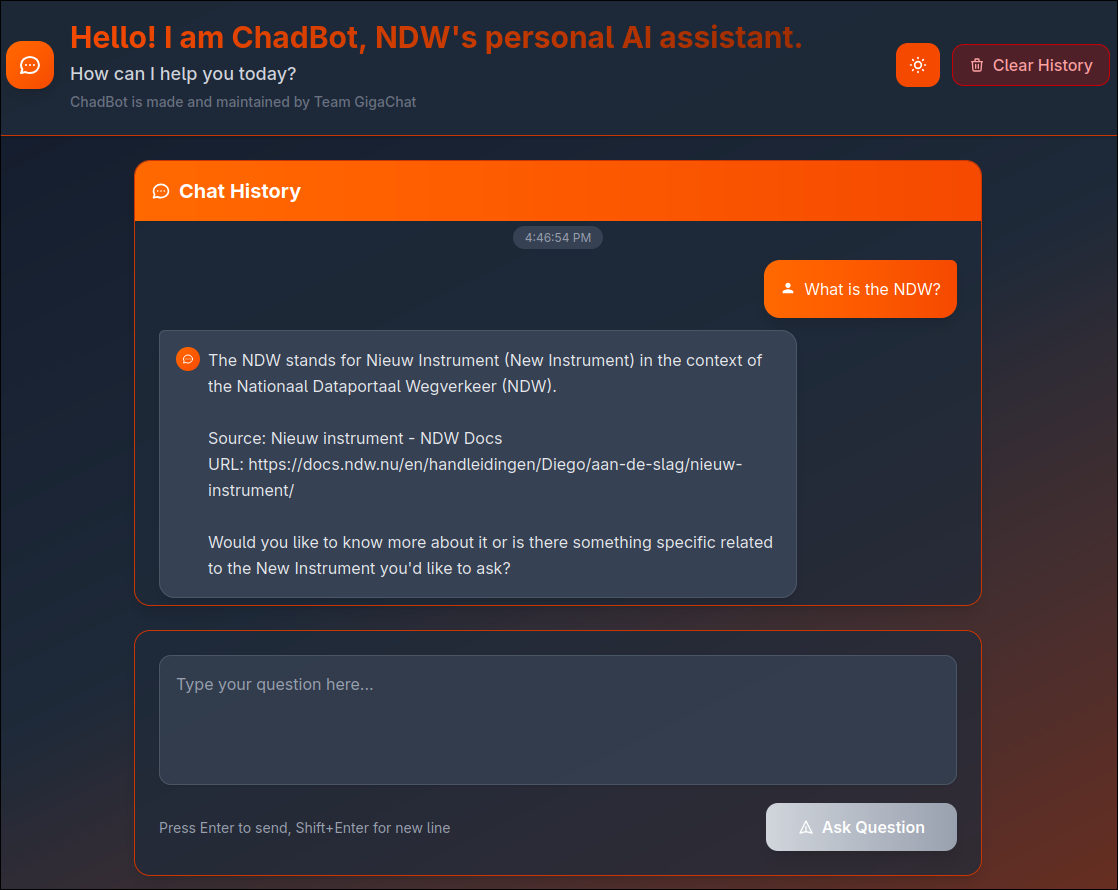 Hello! I am ChadBot, NDW's personal AI assistant.
How can I help you today?
ChadBot is made and maintained by Team GigaChat
Clear History
Chat History
4:46:54 PM
What is the NDW?
The NDW stands for Nieuw Instrument (New Instrument) in the context of
the Nationaal Dataportaal Wegverkeer (NDW).
Source: Nieuw instrument - NDW Docs
URL: https://docs.ndw.nu/en/handleidingen/Diego/aan-de-slag/nieuw-
instrument/
Would you like to know more about it or is there something specific related
to the New Instrument you'd like to ask?
Type your question here...
Press Enter to send, Shift+Enter for new line
Ask Question